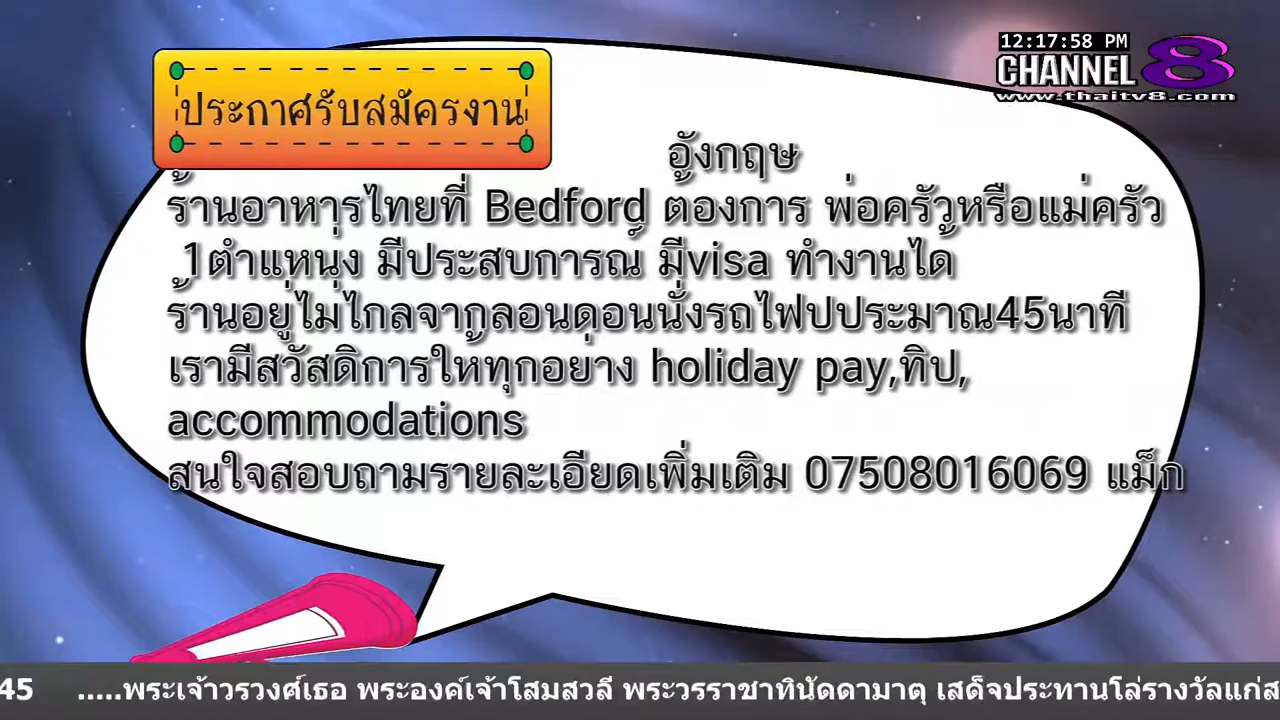 12:17:58 PM
CHANNEL 8
www.thaitv8.com
ประกาศรับสมัครงาน
อังกฤษ
ร้านอาหารไทยที่ Bedford ต้องการ พ่อครัวหรือแม่ครัว
1ตำแหน่ง มีประสบการณ์ มีvisa ทำงานได้
ร้านอยู่ไม่ไกลจากลอนดอนนั่งรถไฟปประมาณ45นาที
เรามีสวัสดิการให้ทุกอย่าง holiday pay,ทิป,
accommodations
สนใจสอบถามรายละเอียดเพิ่มเติม 07508016069 แม็ก
45 .....พระเจ้าวรวงศ์เธอ พระองค์เจ้าโสมสวลี พระวรราชาทินัดดามาตุ เสด็จประทานโล่รางวัลแก่ส